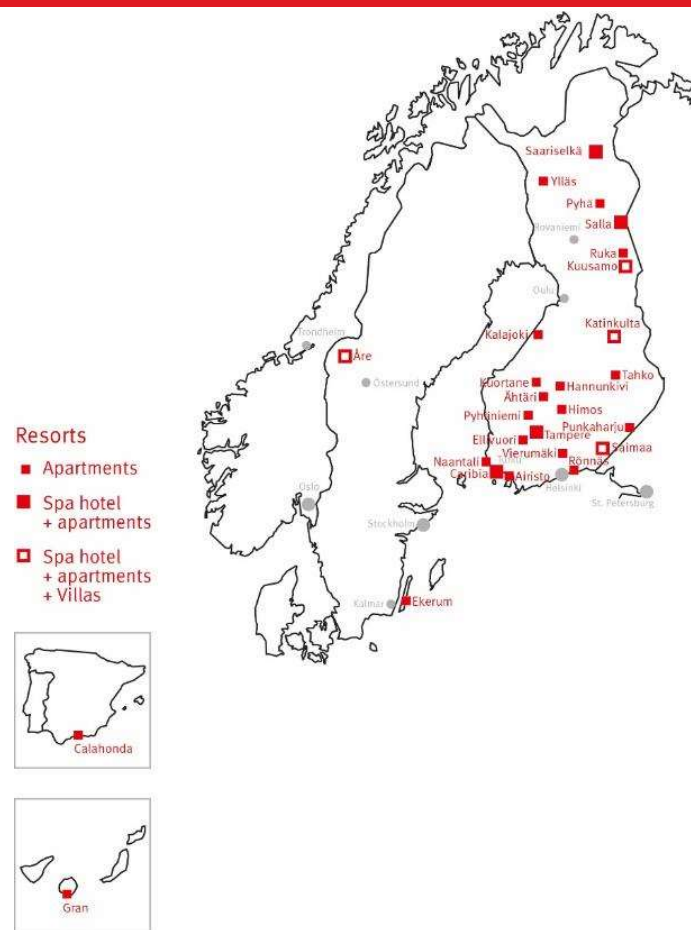 Saariselkä
Ylläs
Pyhä
Salla
Rovaniemi
Ruka
Kuusamo
Oulu
Kalajoki
Katinkulta
Trondheim
Åre
Östersund
Tahko
Kuortane
Hannunkivi
Ähtäri
Himos
Pyhäniemi
Punkaharju
Tampere
Ellivuori
Saimaa
Vierumäki
Naantali
Rönnäs
Caribia
Airisto
Helsinki
St. Petersburg
Oslo
Stockholm
Kalmar
Ekerum
Resorts
Apartments
Spa hotel
+ apartments
Spa hotel
+ apartments
+ Villas
Calahonda
Gran